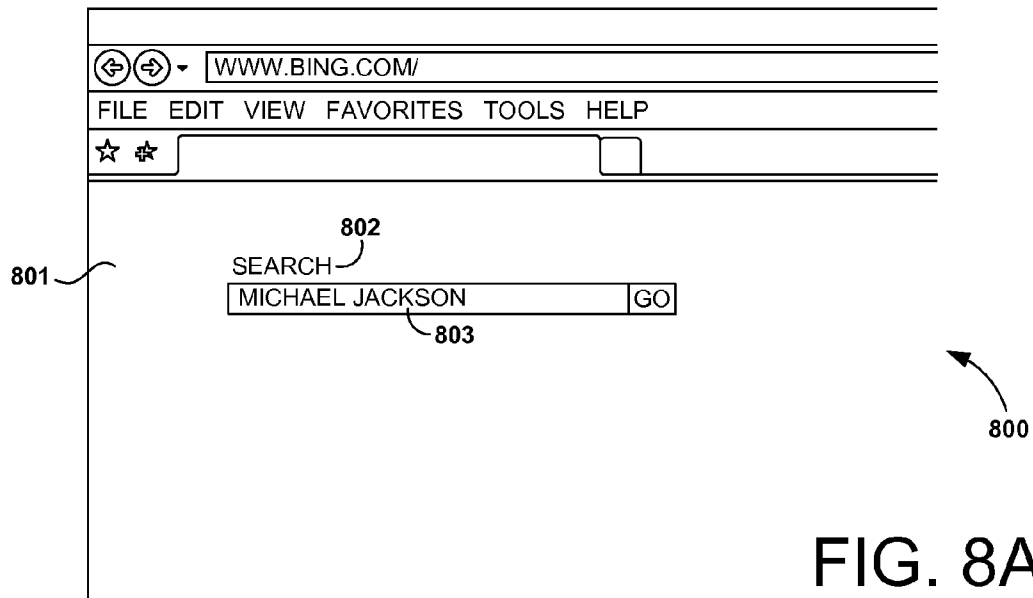 WWW.BING.COM/
FILE EDIT VIEW FAVORITES TOOLS HELP
802
801
SEARCH
MICHAEL JACKSON GO
803
800
FIG. 8A